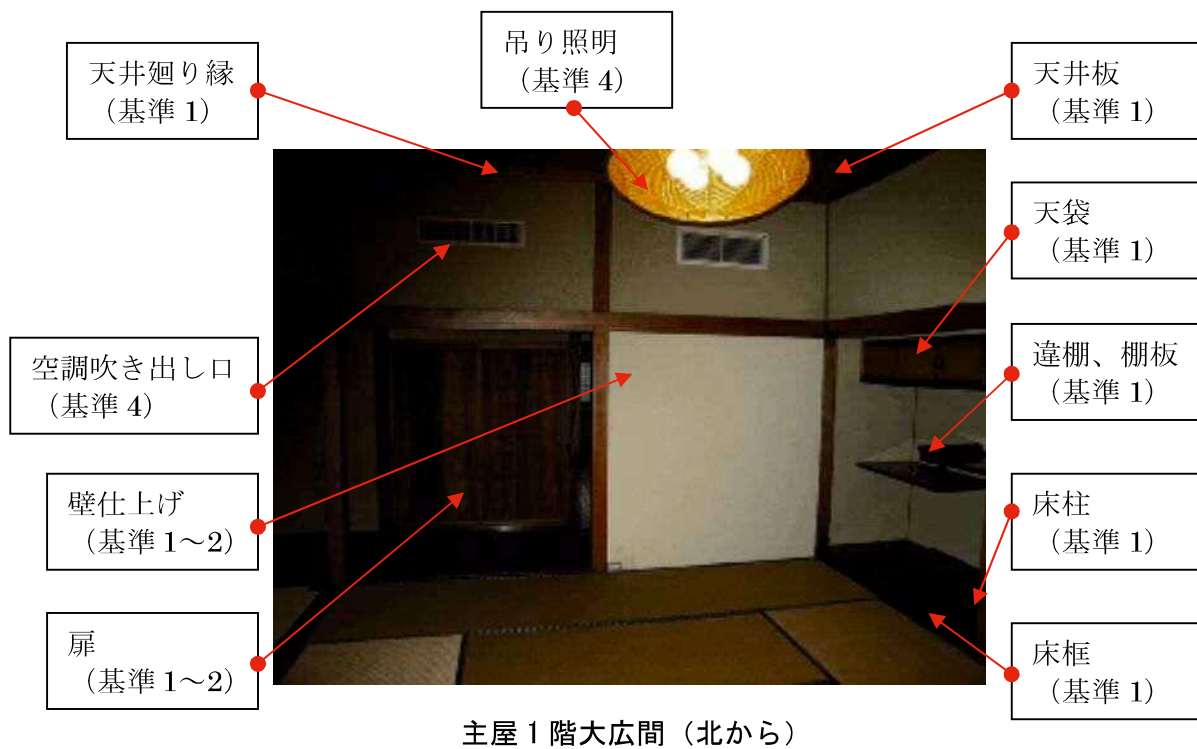 天井廻り縁
（基準 1）
吊り照明
（基準 4）
天井板
（基準 1）
天袋
（基準 1）
空調吹き出し口
（基準 4）
違棚、棚板
（基準 1）
壁仕上げ
（基準 1～2）
床柱
（基準 1）
扉
（基準 1～2）
床框
（基準 1）
主屋 1 階大広間（北から）